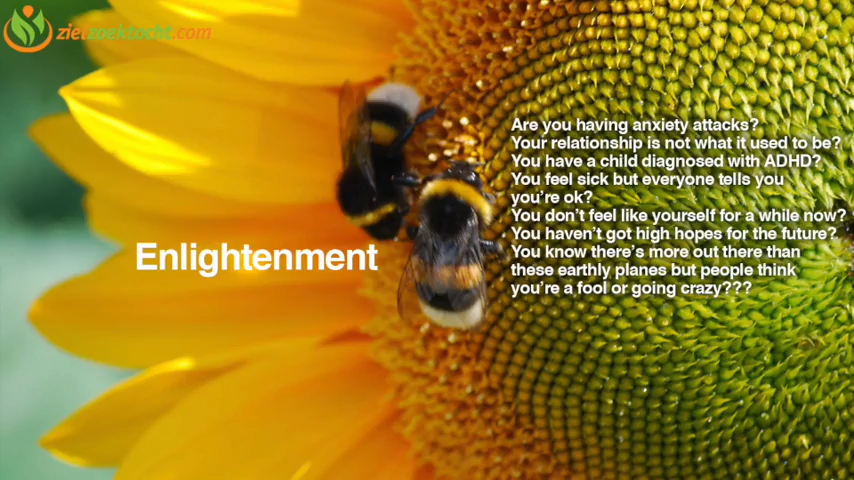 zielzoektocht.com
Enlightenment
Are you having anxiety attacks?
Your relationship is not what it used to be?
You have a child diagnosed with ADHD?
You feel sick but everyone tells you
you're ok?
You don't feel like yourself for a while now?
You haven't got high hopes for the future?
You know there's more out there than
these earthly planes but people think
you're a fool or going crazy???